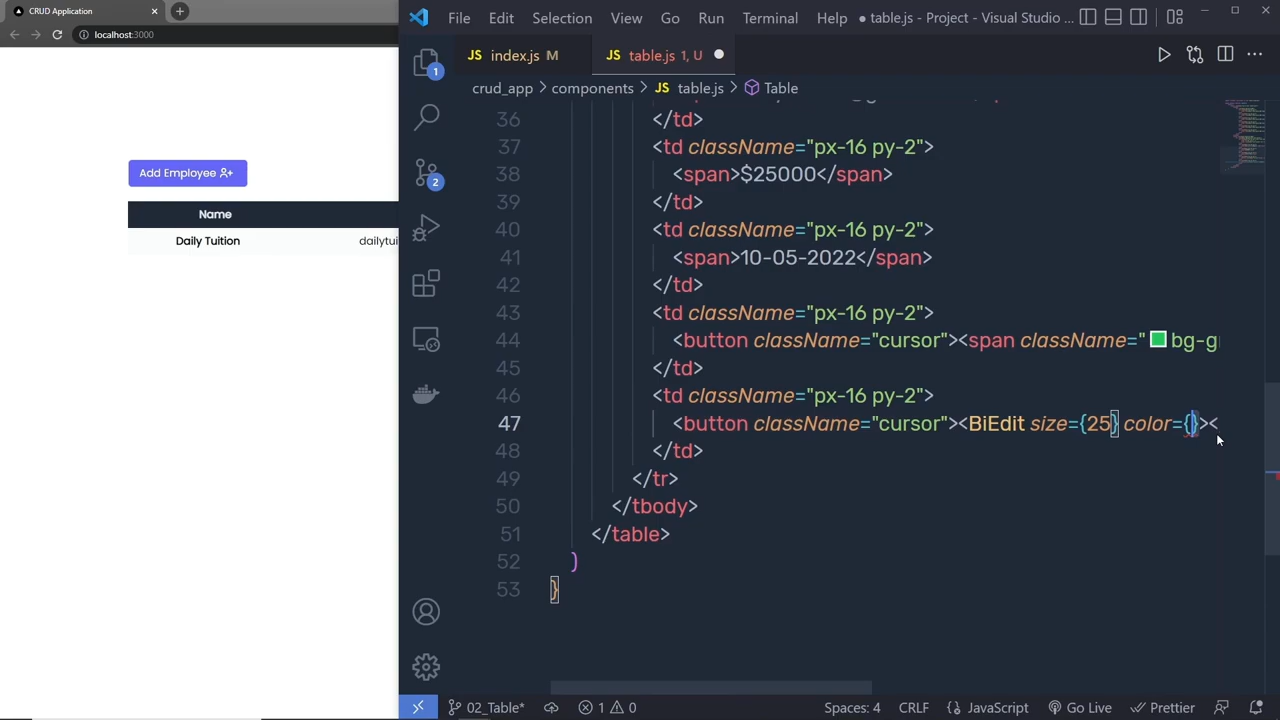 CRUD Application
localhost:3000
Add Employee
Name
Daily Tuition
dailytui
File Edit Selection View Go Run Terminal Help
table.js - Project - Visual Studio ...
JS index.js M
JS table.js 1, U
crud_app > components > JS table.js > Table
1
2
36 </td>
37 <td className="px-16 py-2">
38 <span>$25000</span>
39 </td>
40 <td className="px-16 py-2">
41 <span>10-05-2022</span>
42 </td>
43 <td className="px-16 py-2">
44 <button className="cursor"><span className="bg-g
45 </td>
46 <td className="px-16 py-2">
47 <button className="cursor"><BiEdit size={25} color={}><
48 </td>
49 </tr>
50 </tbody>
51 </table>
52 )
53 }
02_Table* 1 0 Spaces: 4 CRLF {} JavaScript Go Live Prettier